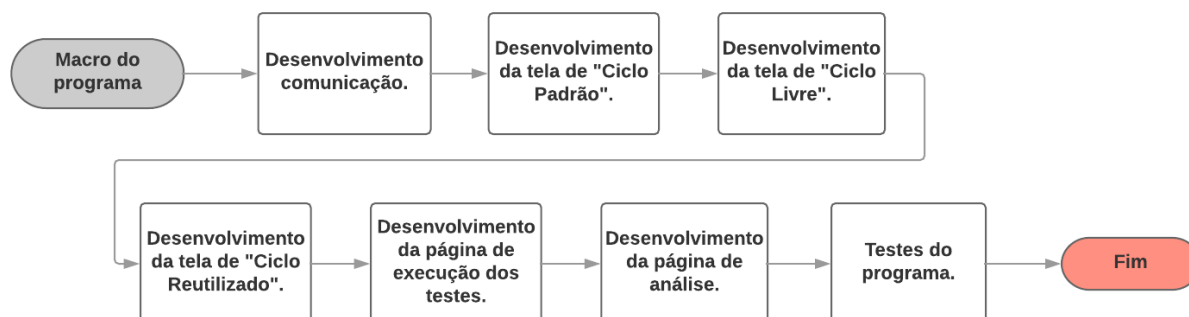 Macro do
programa
Desenvolvimento
comunicação.
Desenvolvimento
da tela de "Ciclo
Padrão".
Desenvolvimento
da tela de "Ciclo
Livre".
Desenvolvimento
da tela de "Ciclo
Reutilizado".
Desenvolvimento
da página de
execução dos
testes.
Desenvolvimento
da página de
análise.
Testes do
programa.
Fim